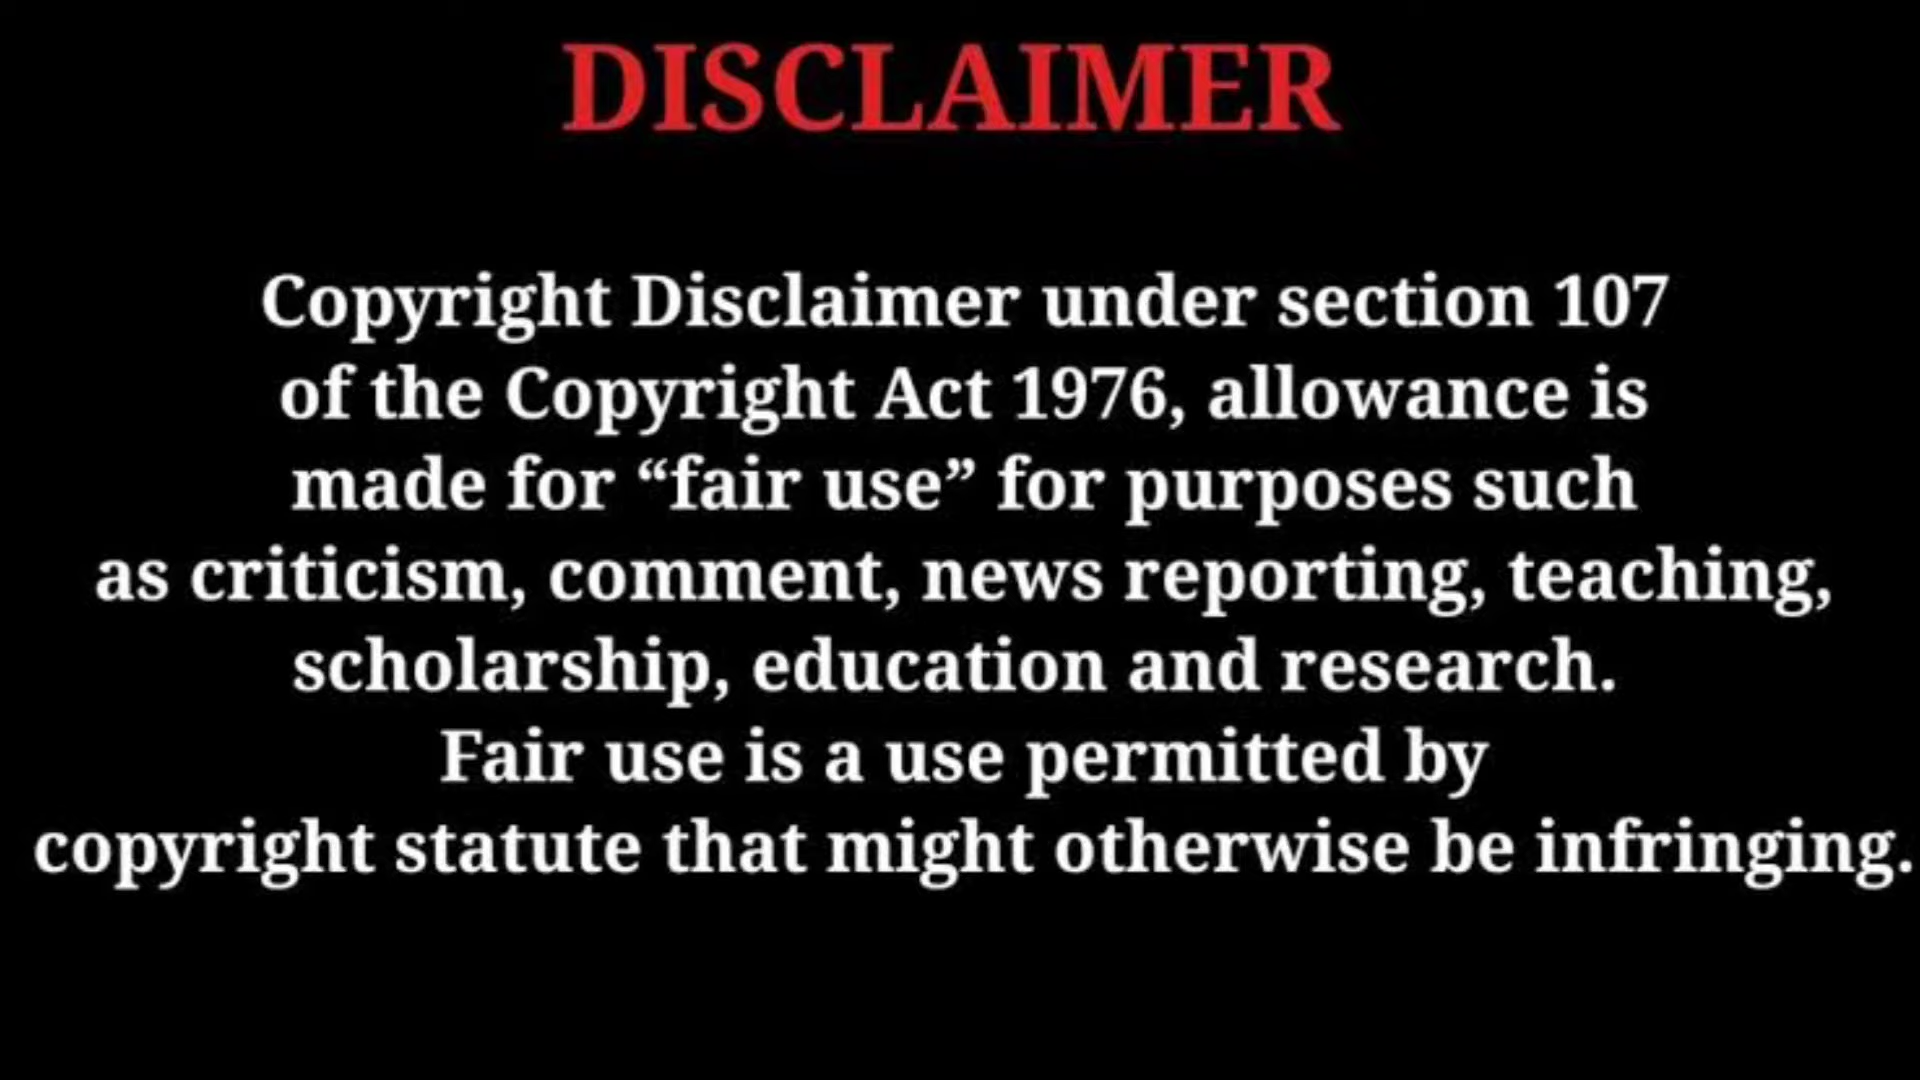 DISCLAIMER
Copyright Disclaimer under section 107
of the Copyright Act 1976, allowance is
made for “fair use” for purposes such
as criticism, comment, news reporting, teaching,
scholarship, education and research.
Fair use is a use permitted by
copyright statute that might otherwise be infringing.